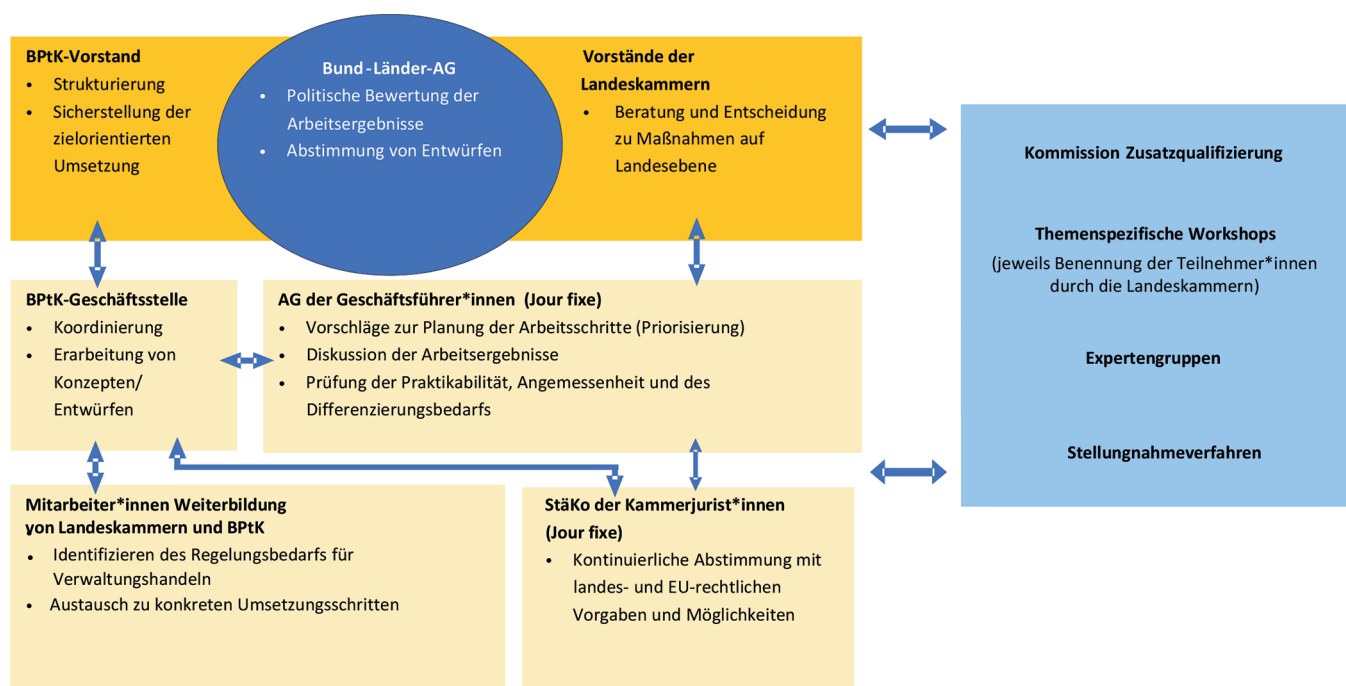 BPtK-Vorstand
• Strukturierung
• Sicherstellung der
zielorientierten
Umsetzung
Bund-Länder-AG
• Politische Bewertung der
Arbeitsergebnisse
• Abstimmung von Entwürfen
Vorstände der
Landeskammern
• Beratung und Entscheidung
zu Maßnahmen auf
Landesebene
BPtK-Geschäftsstelle
• Koordinierung
• Erarbeitung von
Konzepten/
Entwürfen
AG der Geschäftsführer*innen (Jour fixe)
• Vorschläge zur Planung der Arbeitsschritte (Priorisierung)
• Diskussion der Arbeitsergebnisse
• Prüfung der Praktikabilität, Angemessenheit und des
Differenzierungsbedarfs
Mitarbeiter*innen Weiterbildung
von Landeskammern und BPtK
• Identifizieren des Regelungsbedarfs für
Verwaltungshandeln
• Austausch zu konkreten Umsetzungsschritten
StäKo der Kammerjurist*innen
(Jour fixe)
• Kontinuierliche Abstimmung mit
landes- und EU-rechtlichen
Vorgaben und Möglichkeiten
Kommission Zusatzqualifizierung
Themenspezifische Workshops
(jeweils Benennung der Teilnehmer*innen
durch die Landeskammern)
Expertengruppen
Stellungnahmeverfahren